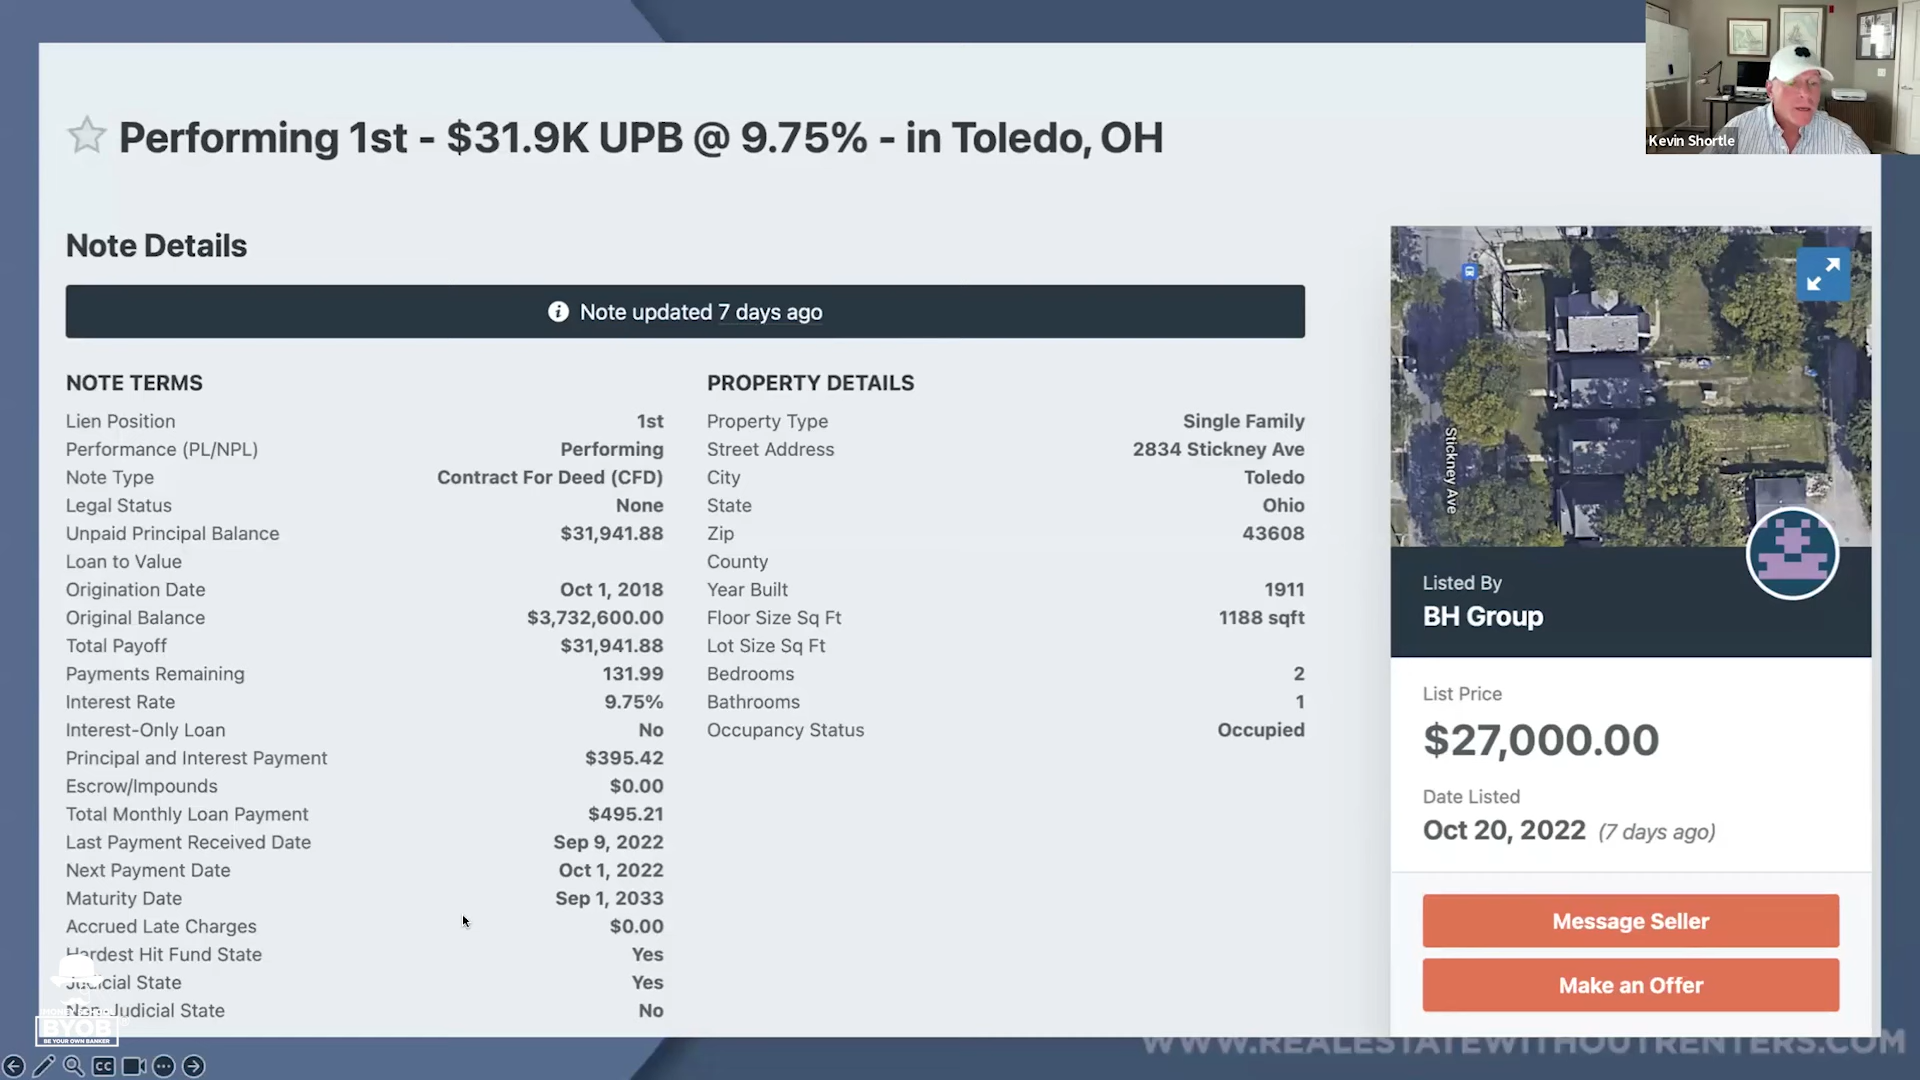 Performing 1st - $31.9K UPB @ 9.75% - in Toledo, OH
Kevin Shortle
Note Details
Note updated 7 days ago
NOTE TERMS
Lien Position 1st
Performance (PL/NPL) Performing
Note Type Contract For Deed (CFD)
Legal Status None
Unpaid Principal Balance $31,941.88
Loan to Value
Origination Date Oct 1, 2018
Original Balance $3,732,600.00
Total Payoff $31,941.88
Payments Remaining 131.99
Interest Rate 9.75%
Interest-Only Loan No
Principal and Interest Payment $395.42
Escrow/Impounds $0.00
Total Monthly Loan Payment $495.21
Last Payment Received Date Sep 9, 2022
Next Payment Date Oct 1, 2022
Maturity Date Sep 1, 2033
Accrued Late Charges $0.00
Hardest Hit Fund State Yes
Judicial State Yes
Non-Judicial State No
PROPERTY DETAILS
Property Type Single Family
Street Address 2834 Stickney Ave
City Toledo
State Ohio
Zip 43608
County
Year Built 1911
Floor Size Sq Ft 1188 sqft
Lot Size Sq Ft
Bedrooms 2
Bathrooms 1
Occupancy Status Occupied
Stickney Ave
Listed By
BH Group
List Price
$27,000.00
Date Listed
Oct 20, 2022 (7 days ago)
Message Seller
Make an Offer
BYOB
BE YOUR OWN BANKER
CC
WWW.REALESTATEWITHOUTRENTERS.COM